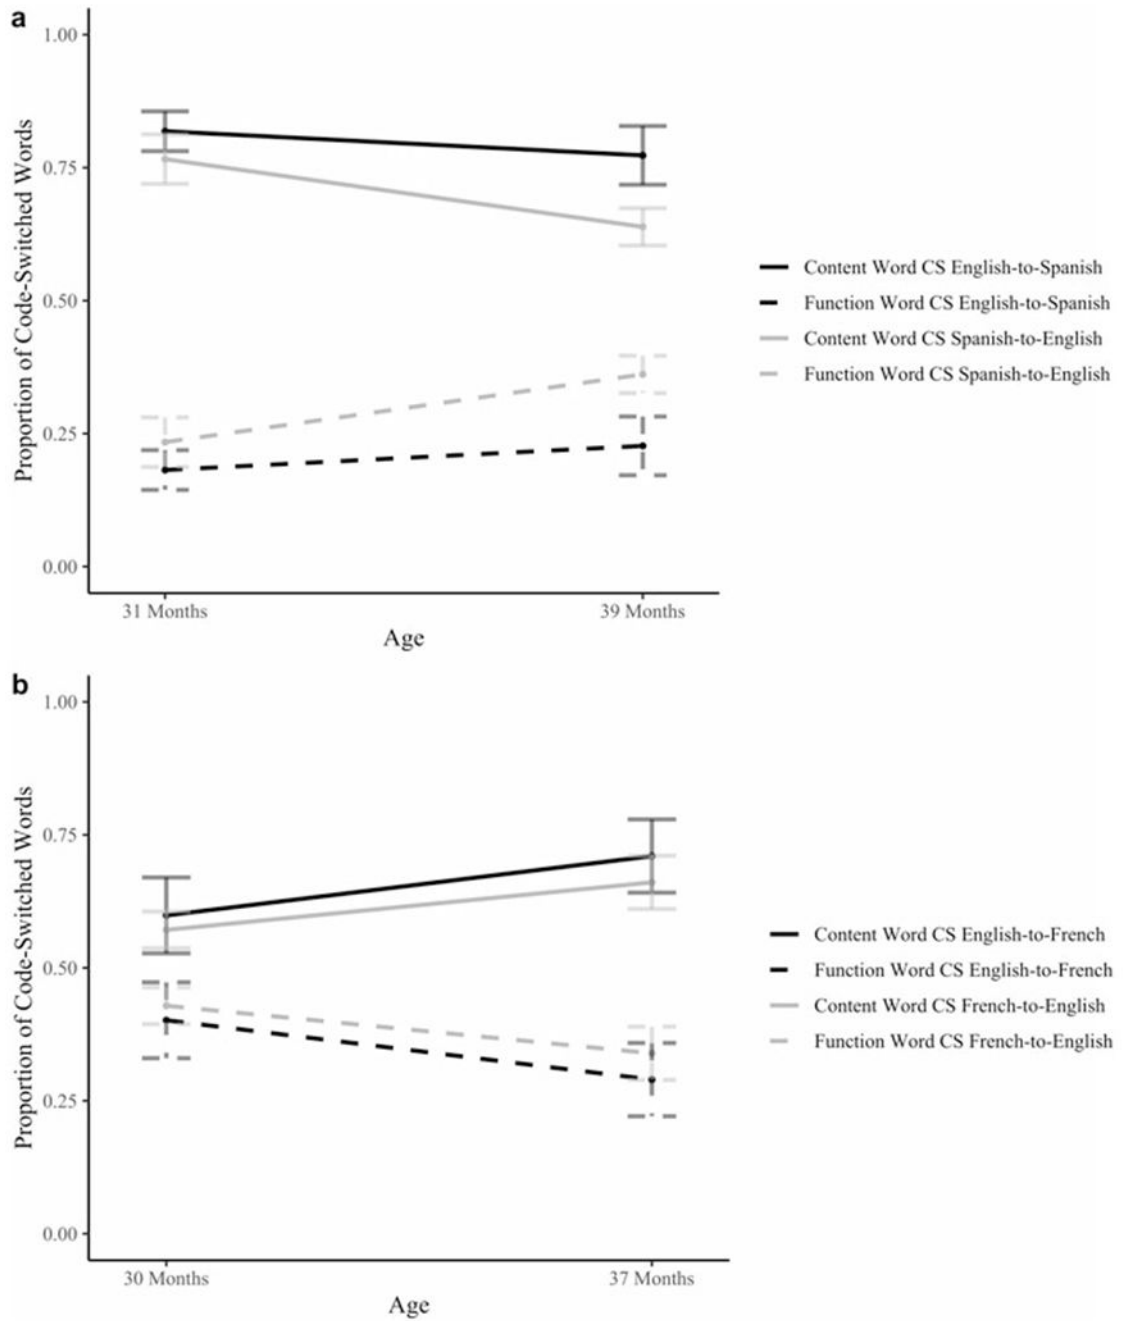 a
1.00
0.75
0.50
0.25
0.00
Proportion of Code-Switched Words
31 Months
39 Months
Age
Content Word CS English-to-Spanish
Function Word CS English-to-Spanish
Content Word CS Spanish-to-English
Function Word CS Spanish-to-English
b
1.00
0.75
0.50
0.25
0.00
Proportion of Code-Switched Words
30 Months
37 Months
Age
Content Word CS English-to-French
Function Word CS English-to-French
Content Word CS French-to-English
Function Word CS French-to-English